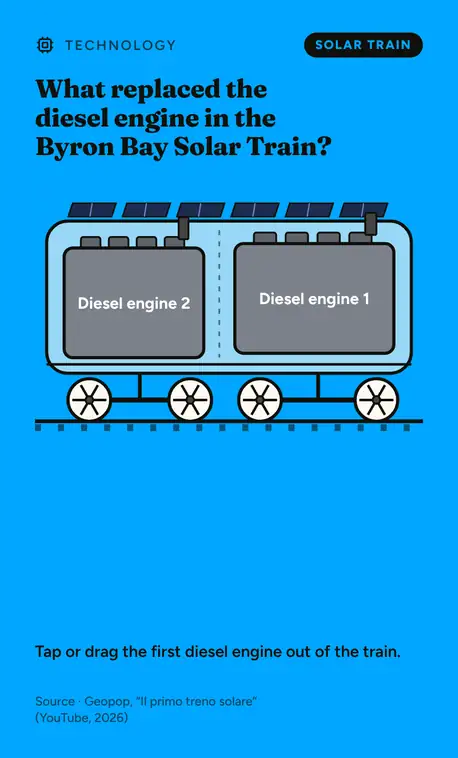 TECHNOLOGY
SOLAR TRAIN
What replaced the
diesel engine in the
Byron Bay Solar Train?
Diesel engine 2
Diesel engine 1
Tap or drag the first diesel engine out of the train.
Source · Geopop, “Il primo treno solare”
(YouTube, 2026)